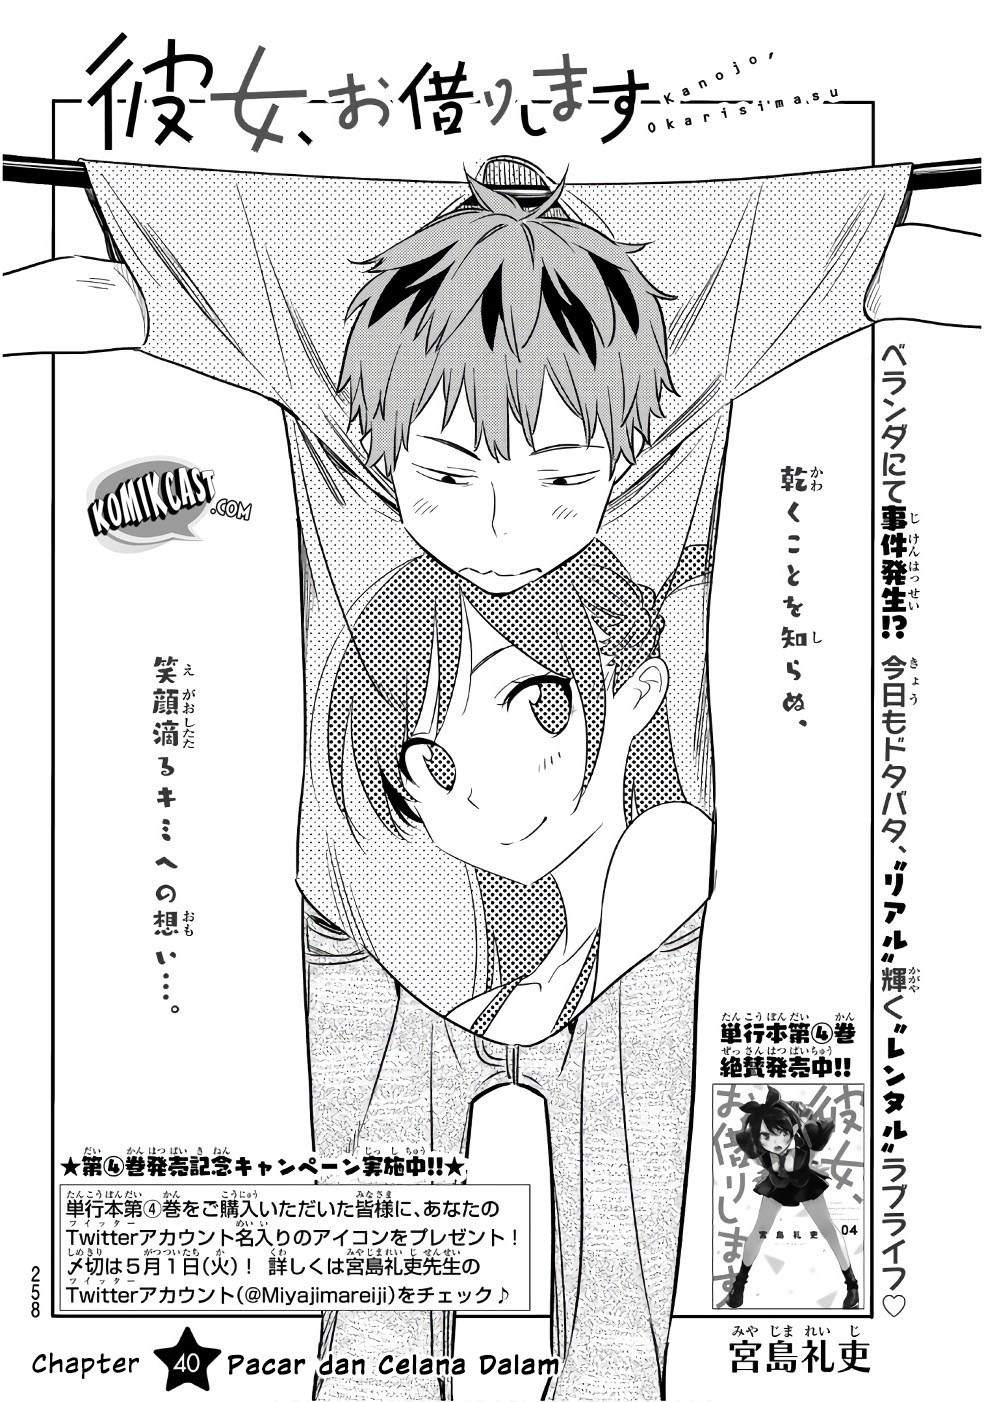 彼女、お借りします
Kanojo,
Okarisimasu
ベランダにて事件発生!? 今日もドタバタ、"リアル"輝く"レンタル"ラブライフ♡
乾くことを知らぬ、
笑顔滴るキミへの想い…。
KOMIKCAST
.COM
単行本第④巻
絶賛発売中!!
彼女、
お借りします
宮島礼吏
04
★第④巻発売記念キャンペーン実施中!!★
単行本第④巻をご購入いただいた皆様に、あなたの
Twitterアカウント名入りのアイコンをプレゼント！
〆切は5月1日(火)！ 詳しくは宮島礼吏先生の
Twitterアカウント(@Miyajimareiji)をチェック♪
258
宮島礼吏
Chapter 40 Pacar dan Celana Dalam